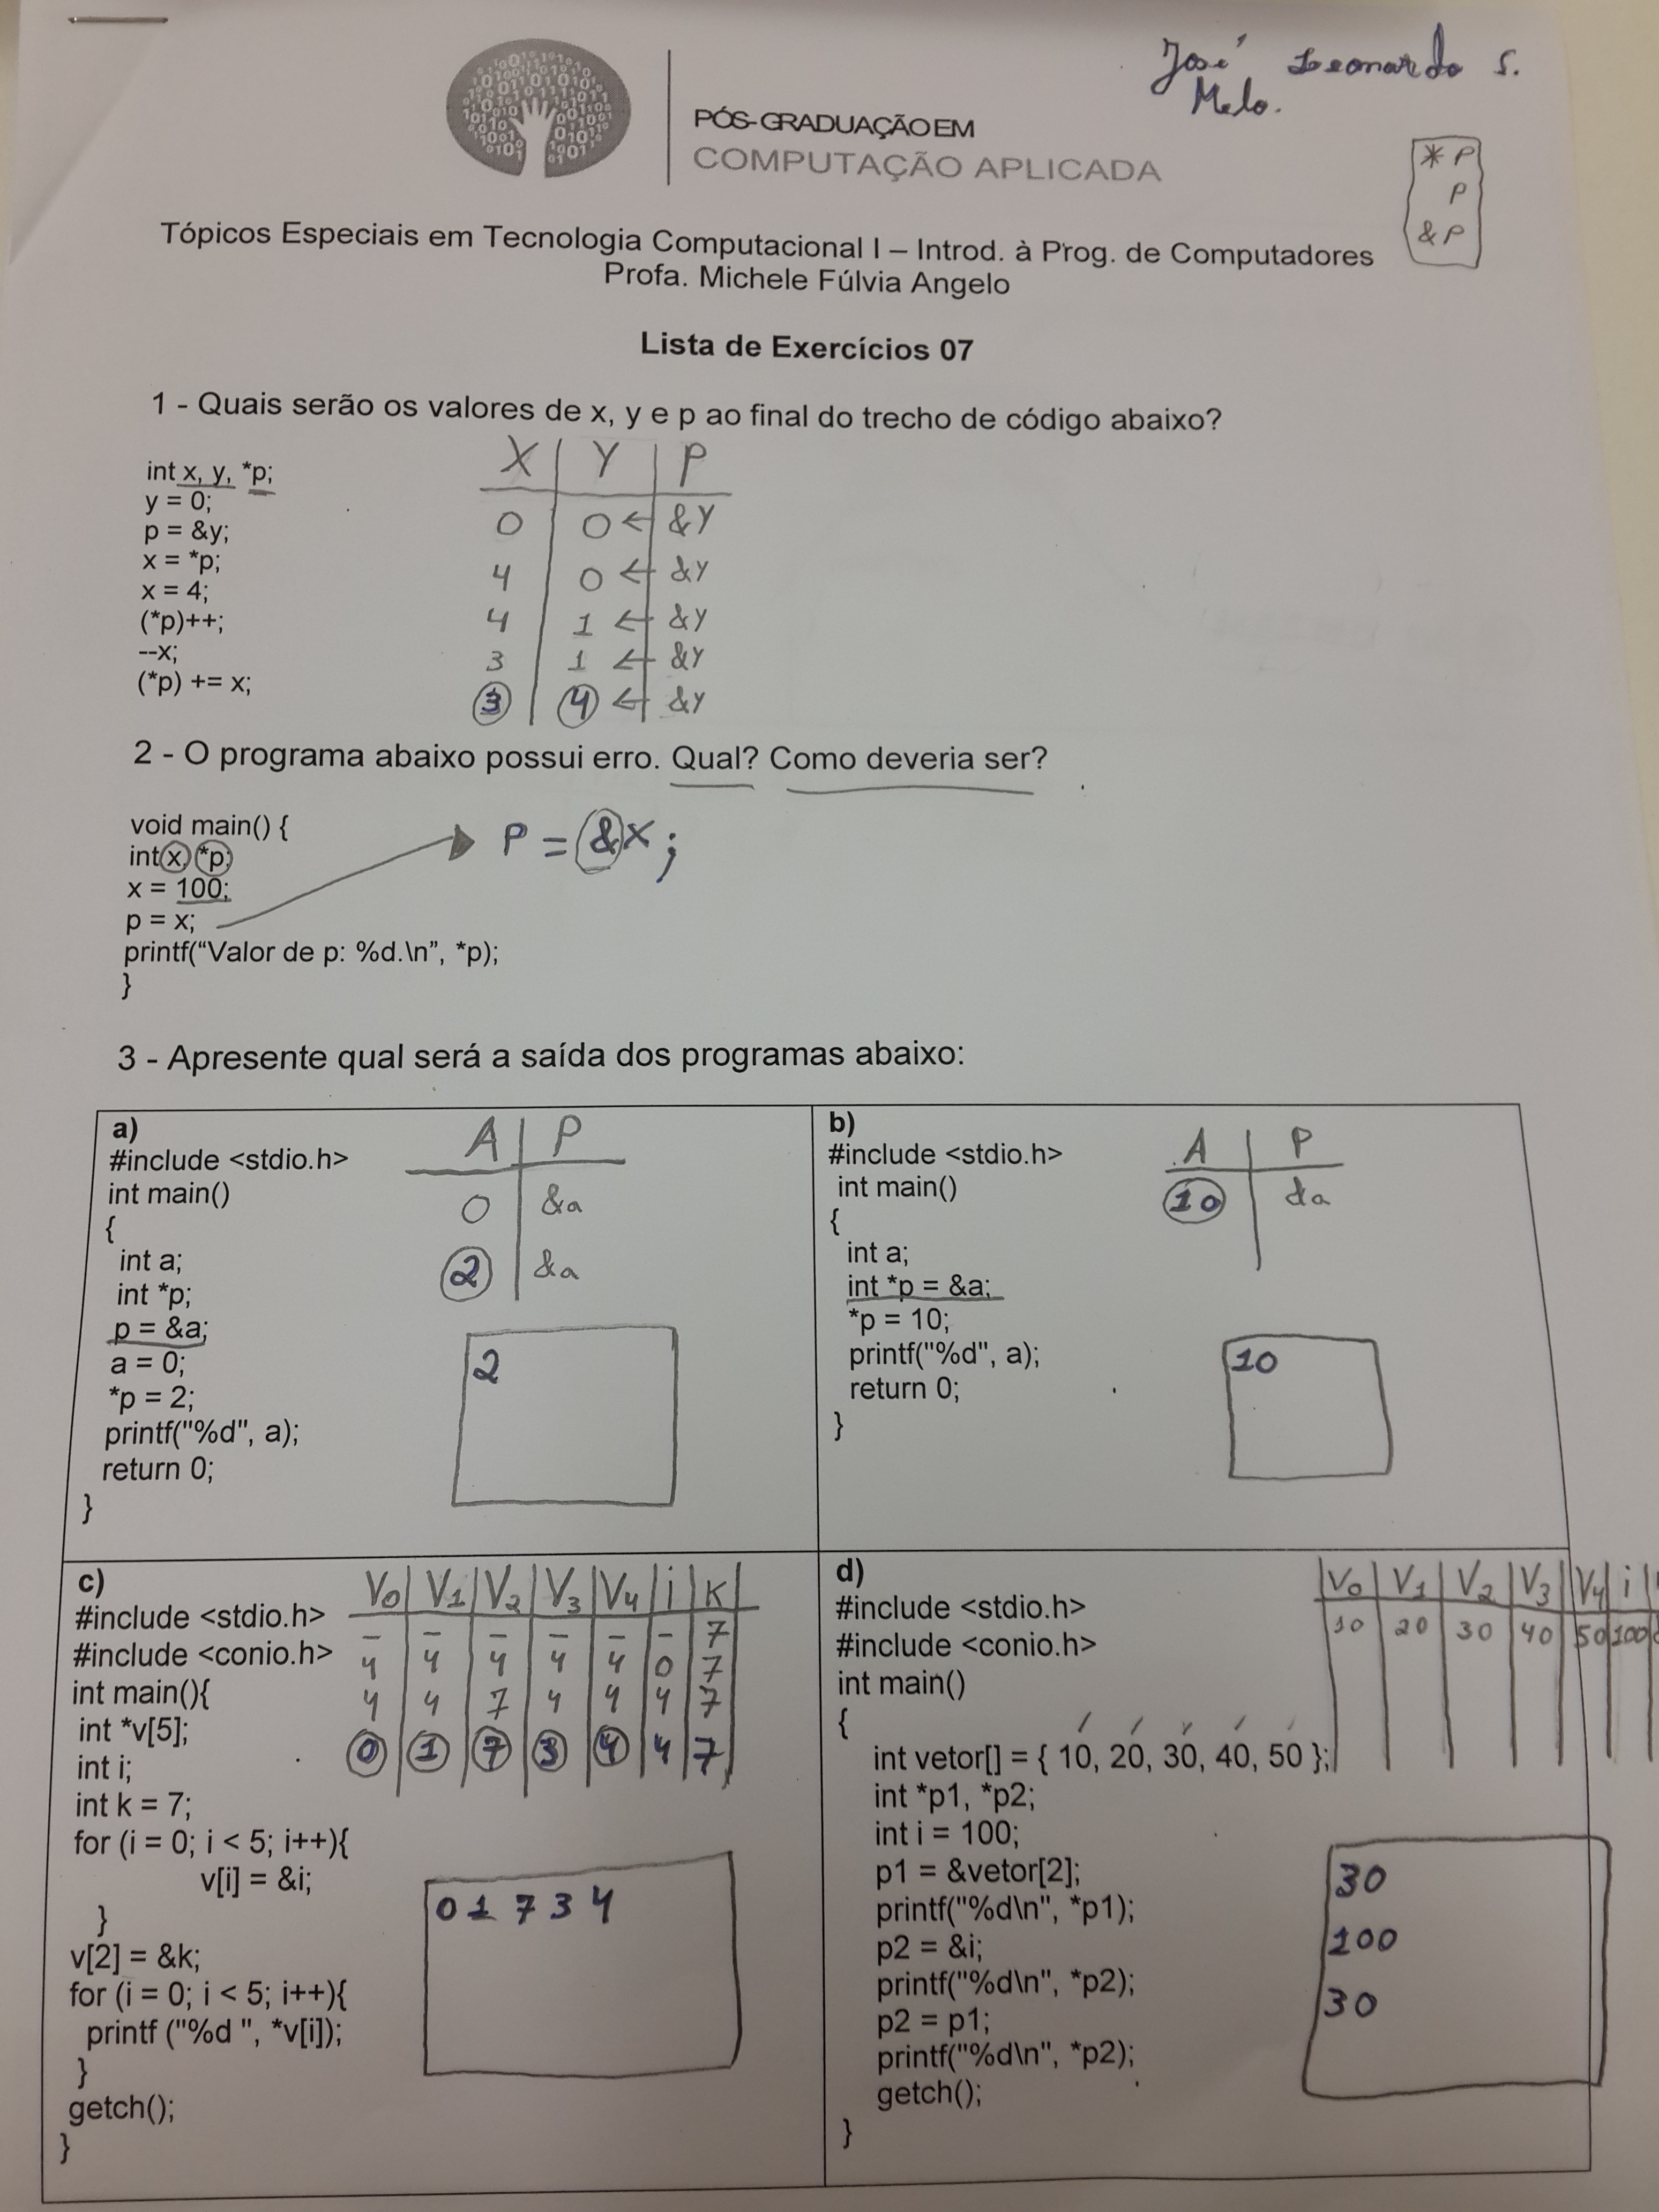 José Leonardo S.
Melo.
PÓS-GRADUAÇÃO EM
COMPUTAÇÃO APLICADA
*P
P
&P
Tópicos Especiais em Tecnologia Computacional I – Introd. à Prog. de Computadores
Profa. Michele Fúlvia Angelo
Lista de Exercícios 07
1 - Quais serão os valores de x, y e p ao final do trecho de código abaixo?
int x, y, *p;
y = 0;
p = &y;
x = *p;
x = 4;
(*p)++;
--x;
(*p) += x;
X Y P
0 0 ← &Y
4 0 ← &Y
4 1 ← &Y
3 1 ← &Y
3 4 ← &Y
2 - O programa abaixo possui erro. Qual? Como deveria ser?
void main() {
int x, *p;
x = 100;
p = x;
printf(“Valor de p: %d.\n”, *p);
}
P = &X;
3 - Apresente qual será a saída dos programas abaixo:
a)
#include <stdio.h>
int main()
{
int a;
int *p;
p = &a;
a = 0;
*p = 2;
printf("%d", a);
return 0;
}
A P
0 &a
2 &a
2
b)
#include <stdio.h>
int main()
{
int a;
int *p = &a;
*p = 10;
printf("%d", a);
return 0;
}
A P
10 &a
10
c)
#include <stdio.h>
#include <conio.h>
int main(){
int *v[5];
int i;
int k = 7;
for (i = 0; i < 5; i++){
v[i] = &i;
}
v[2] = &k;
for (i = 0; i < 5; i++){
printf ("%d ", *v[i]);
}
getch();
}
V0 V1 V2 V3 V4 i K
– – – – – – 7
4 4 4 4 4 0 7
4 4 7 4 4 4 7
0 1 7 3 4 4 7
0 1 7 3 4
d)
#include <stdio.h>
#include <conio.h>
int main()
{
int vetor[] = { 10, 20, 30, 40, 50 };
int *p1, *p2;
int i = 100;
p1 = &vetor[2];
printf("%d\n", *p1);
p2 = &i;
printf("%d\n", *p2);
p2 = p1;
printf("%d\n", *p2);
getch();
}
V0 V1 V2 V3 V4 i
10 20 30 40 50 100
30
100
30